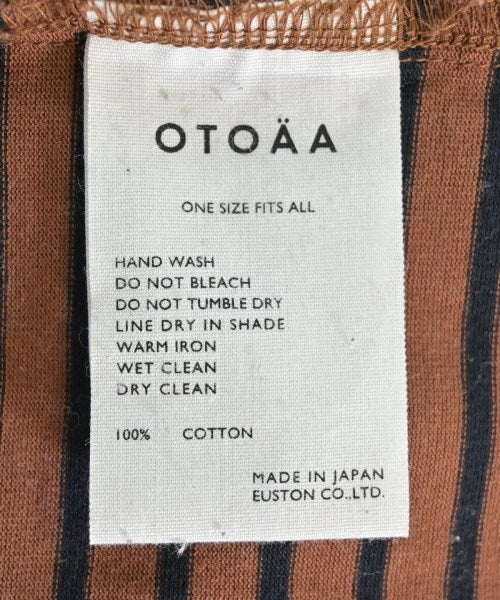 OTOÄA
ONE SIZE FITS ALL
HAND WASH
DO NOT BLEACH
DO NOT TUMBLE DRY
LINE DRY IN SHADE
WARM IRON
WET CLEAN
DRY CLEAN
100% COTTON
MADE IN JAPAN
EUSTON CO.,LTD.